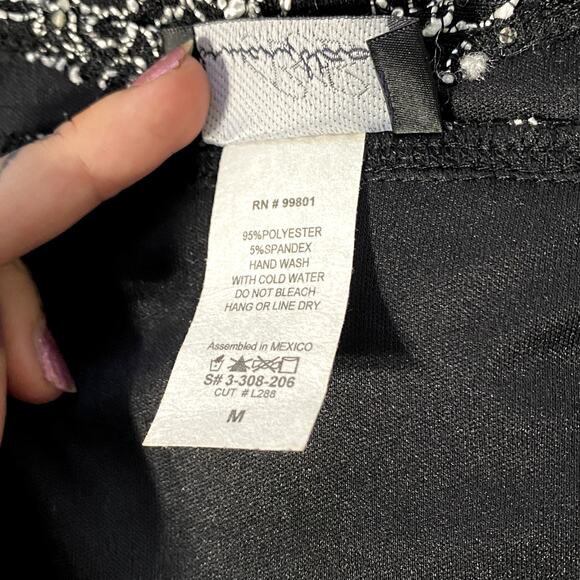 RN # 99801
95%POLYESTER
5%SPANDEX
HAND WASH
WITH COLD WATER
DO NOT BLEACH
HANG OR LINE DRY
Assembled in MEXICO
S# 3-308-206
CUT # L288
M